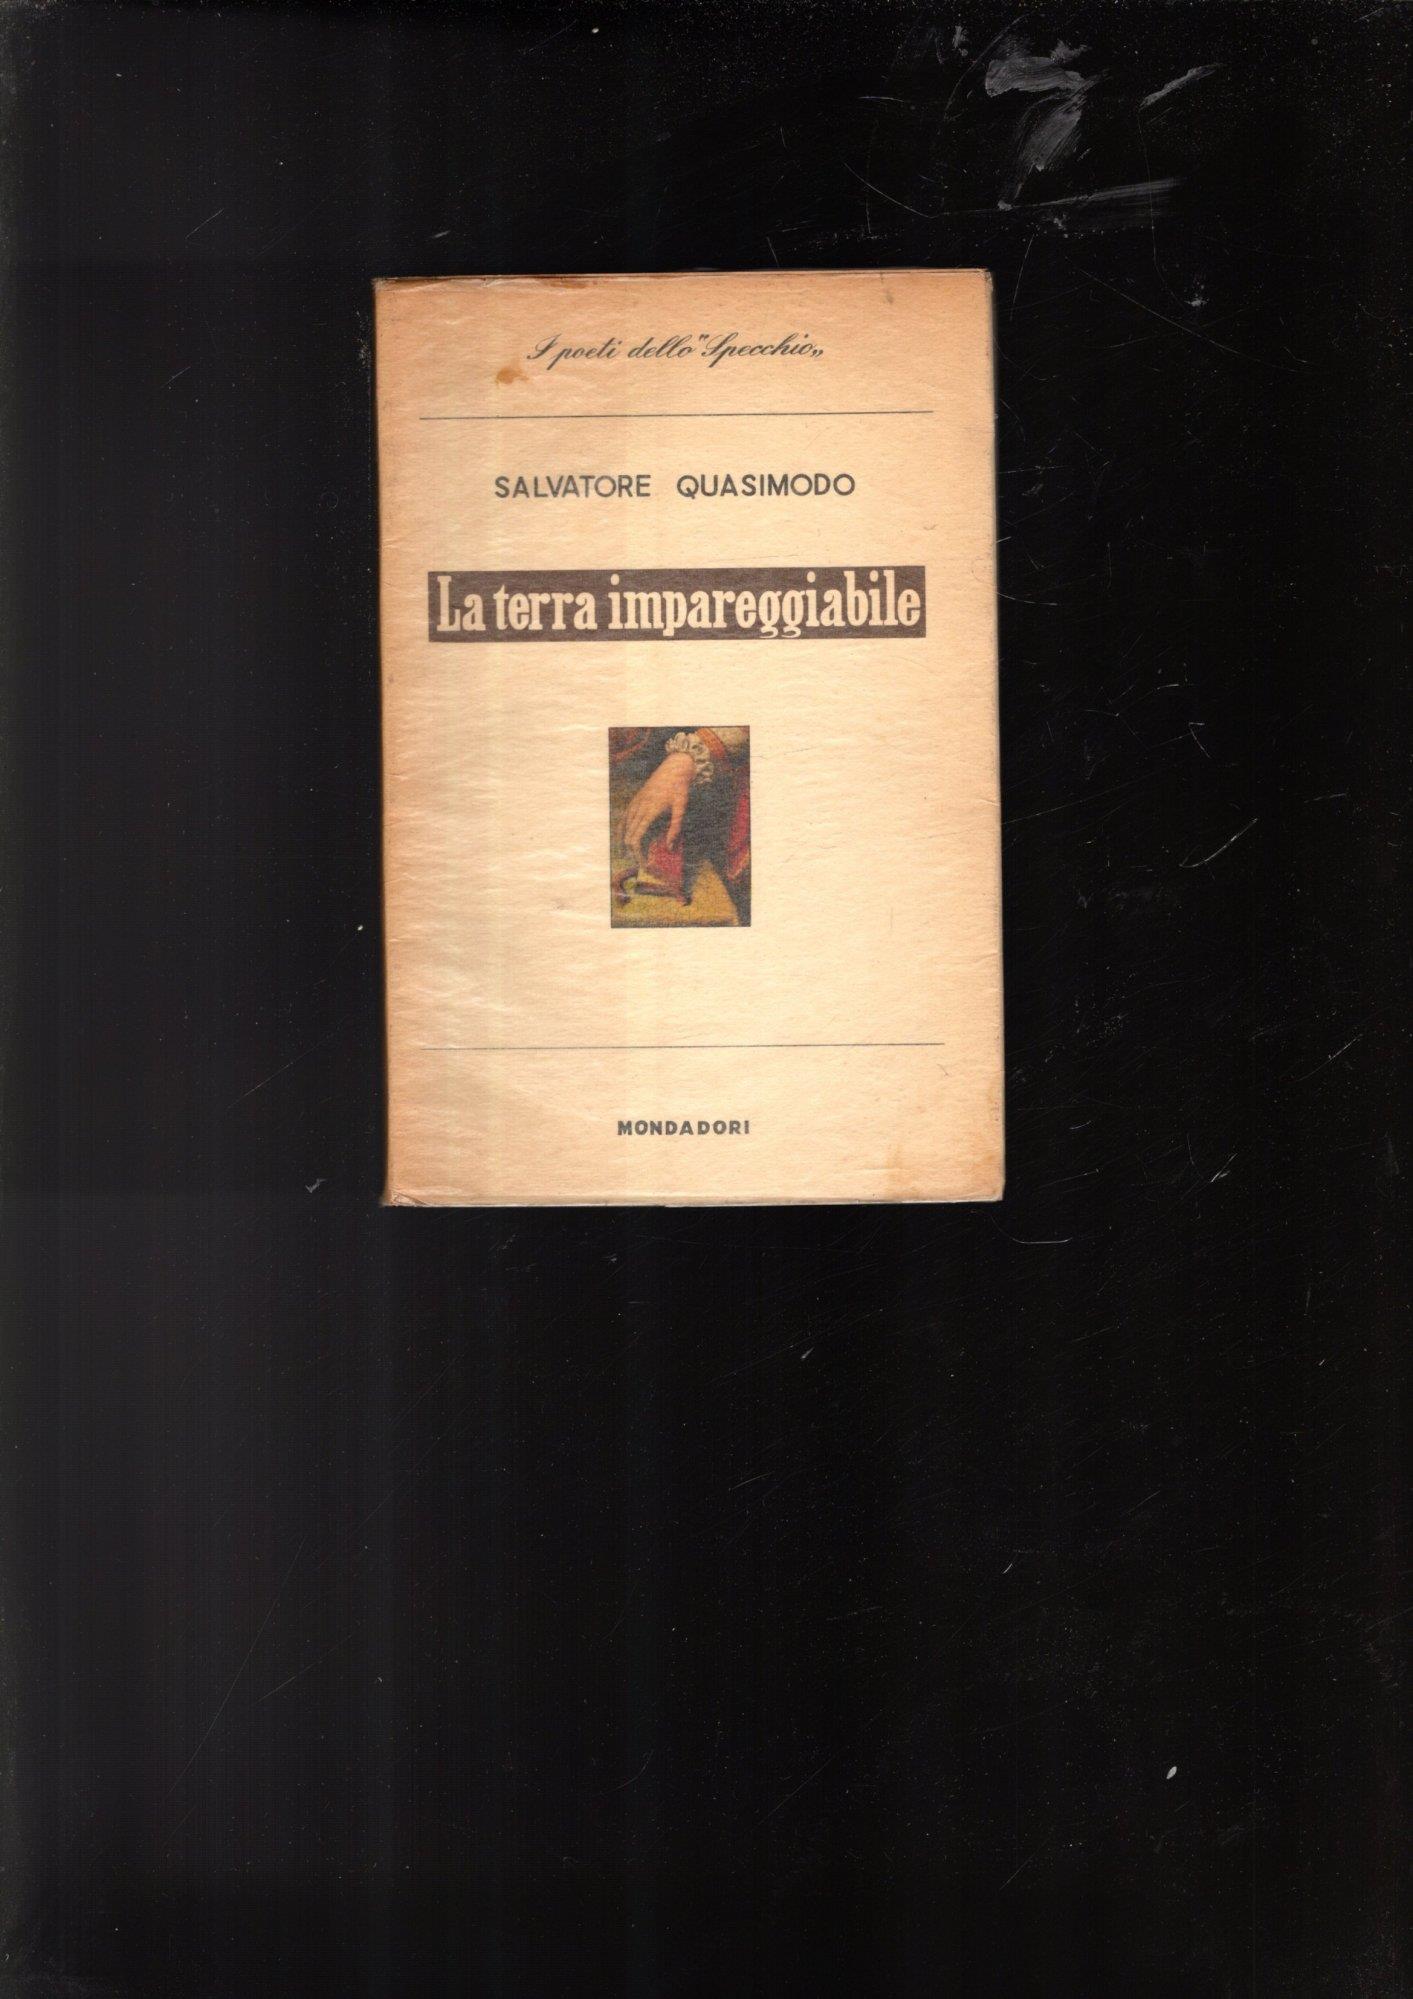 I poeti dello "Specchio„
SALVATORE QUASIMODO
La terra impareggiabile
MONDADORI